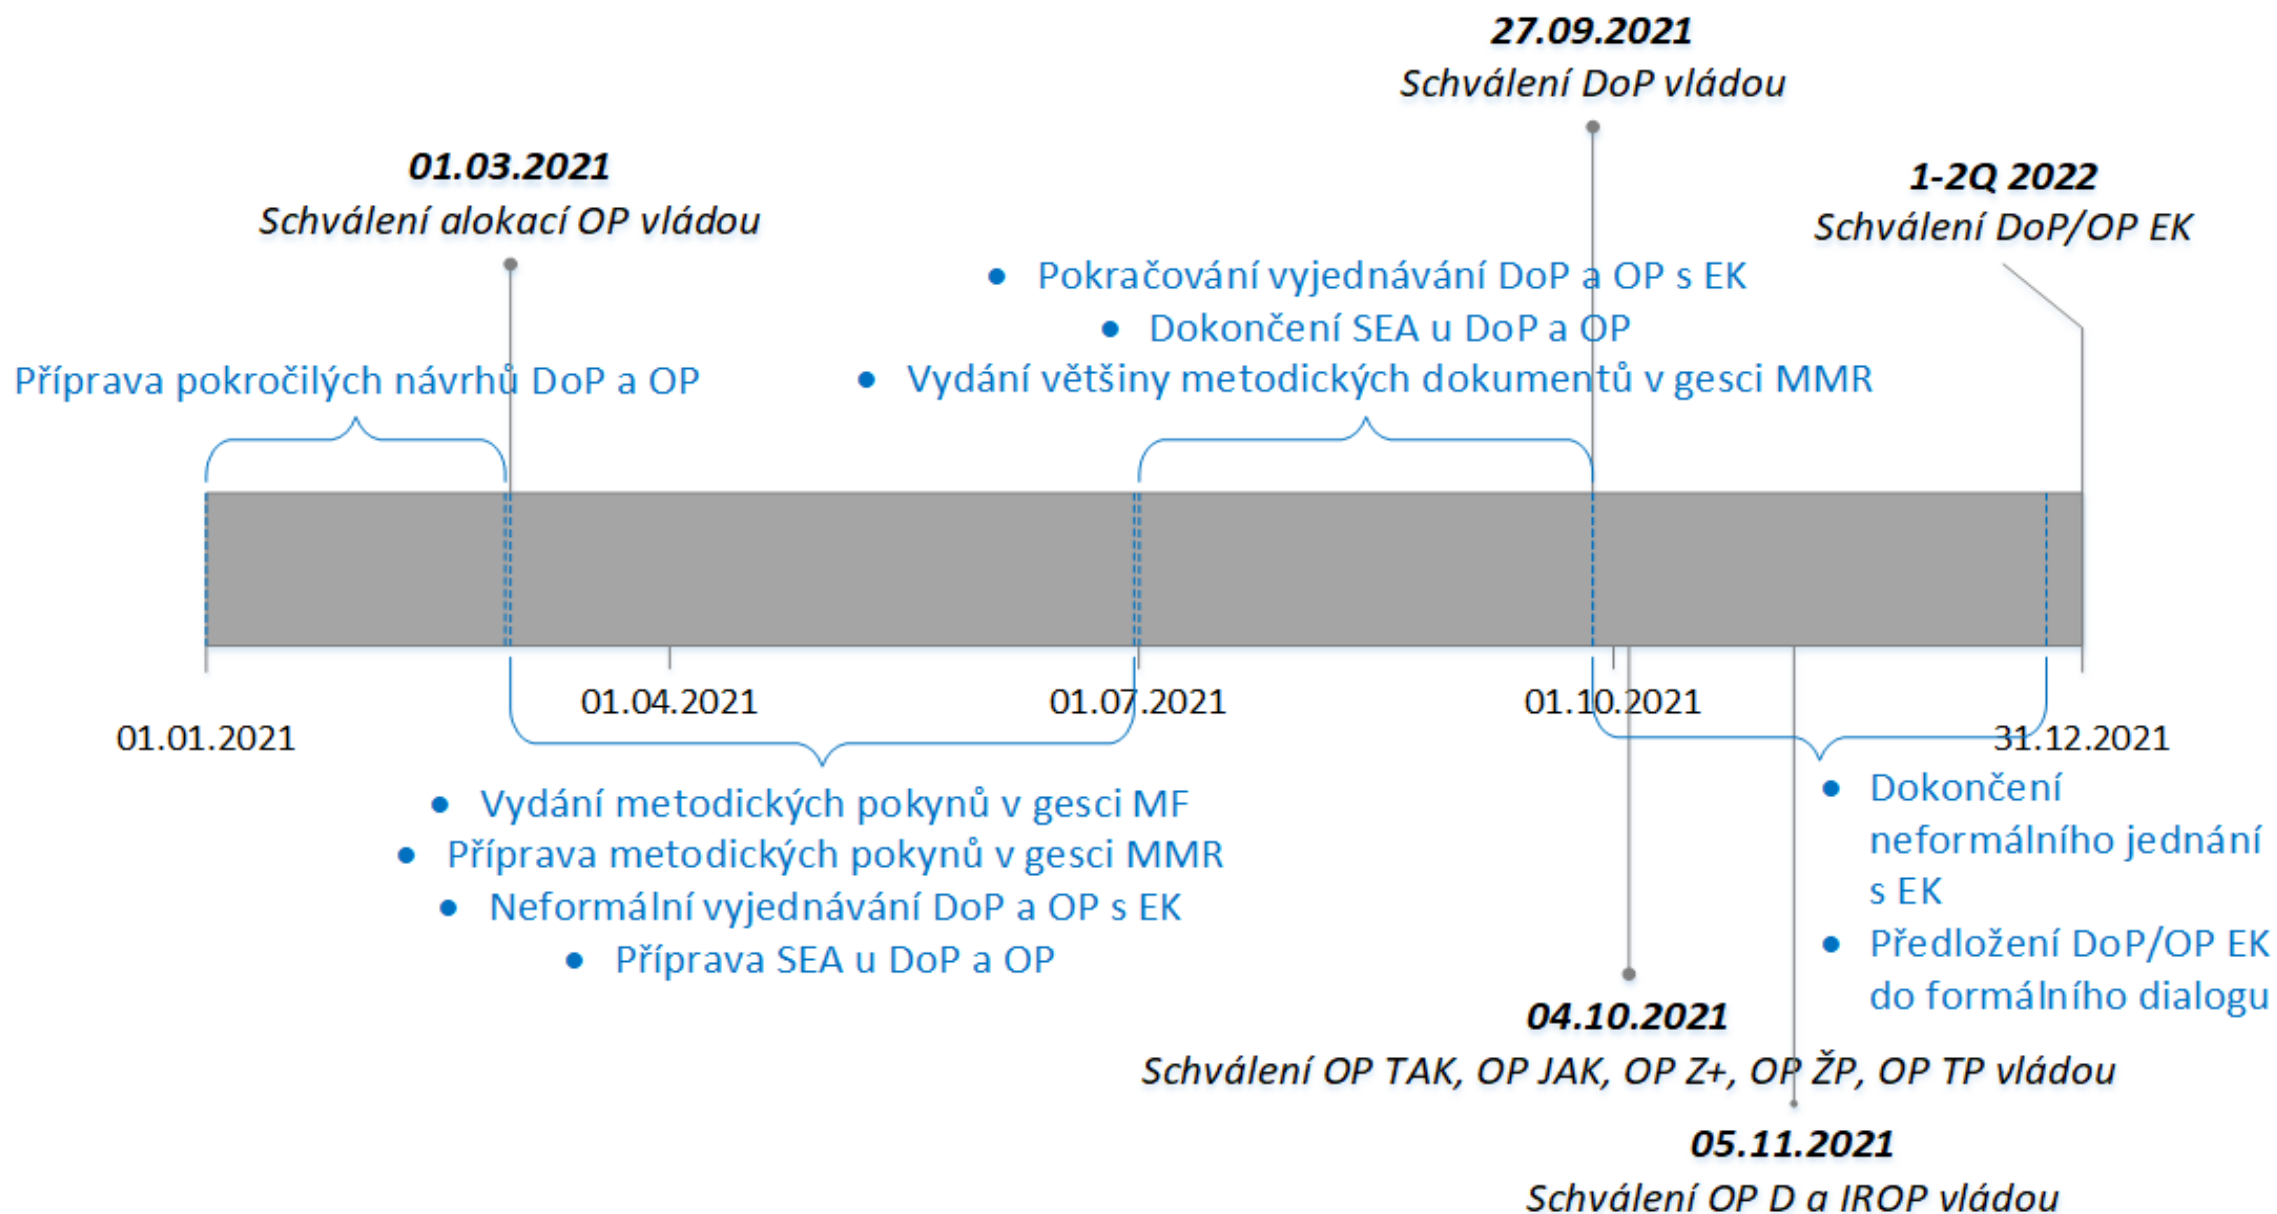 27.09.2021
Schválení DoP vládou
01.03.2021
Schválení alokací OP vládou
1-2Q 2022
Schválení DoP/OP EK
● Pokračování vyjednávání DoP a OP s EK
● Dokončení SEA u DoP a OP
● Vydání většiny metodických dokumentů v gesci MMR
Příprava pokročilých návrhů DoP a OP
01.01.2021
01.04.2021
01.07.2021
01.10.2021
31.12.2021
● Vydání metodických pokynů v gesci MF
● Příprava metodických pokynů v gesci MMR
● Neformální vyjednávání DoP a OP s EK
● Příprava SEA u DoP a OP
● Dokončení
neformálního jednání
s EK
● Předložení DoP/OP EK
do formálního dialogu
04.10.2021
Schválení OP TAK, OP JAK, OP Z+, OP ŽP, OP TP vládou
05.11.2021
Schválení OP D a IROP vládou